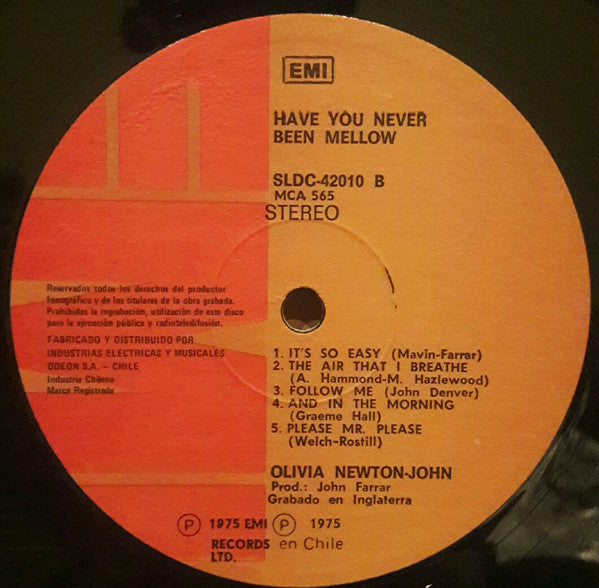 EMI
HAVE YOU NEVER
BEEN MELLOW
SLDC-42010 B
MCA 565
STEREO
Reservados todos los derechos del productor
fonográfico y de los titulares de la obra grabada.
Prohibidas la regrabación, utilización de este disco
para la ejecución pública y radioteledifusión.
FABRICADO Y DISTRIBUIDO POR
INDUSTRIAS ELECTRICAS Y MUSICALES
ODEON S.A. – CHILE
Industria Chilena
Marca Registrada
1. IT'S SO EASY (Mavin-Farrar)
2. THE AIR THAT I BREATHE
(A. Hammond-M. Hazlewood)
3. FOLLOW ME (John Denver)
4. AND IN THE MORNING
(Graeme Hall)
5. PLEASE MR. PLEASE
(Welch-Rostill)
OLIVIA NEWTON-JOHN
Prod.: John Farrar
Grabado en Inglaterra
Ⓟ 1975 EMI Ⓟ 1975
RECORDS en Chile
LTD.